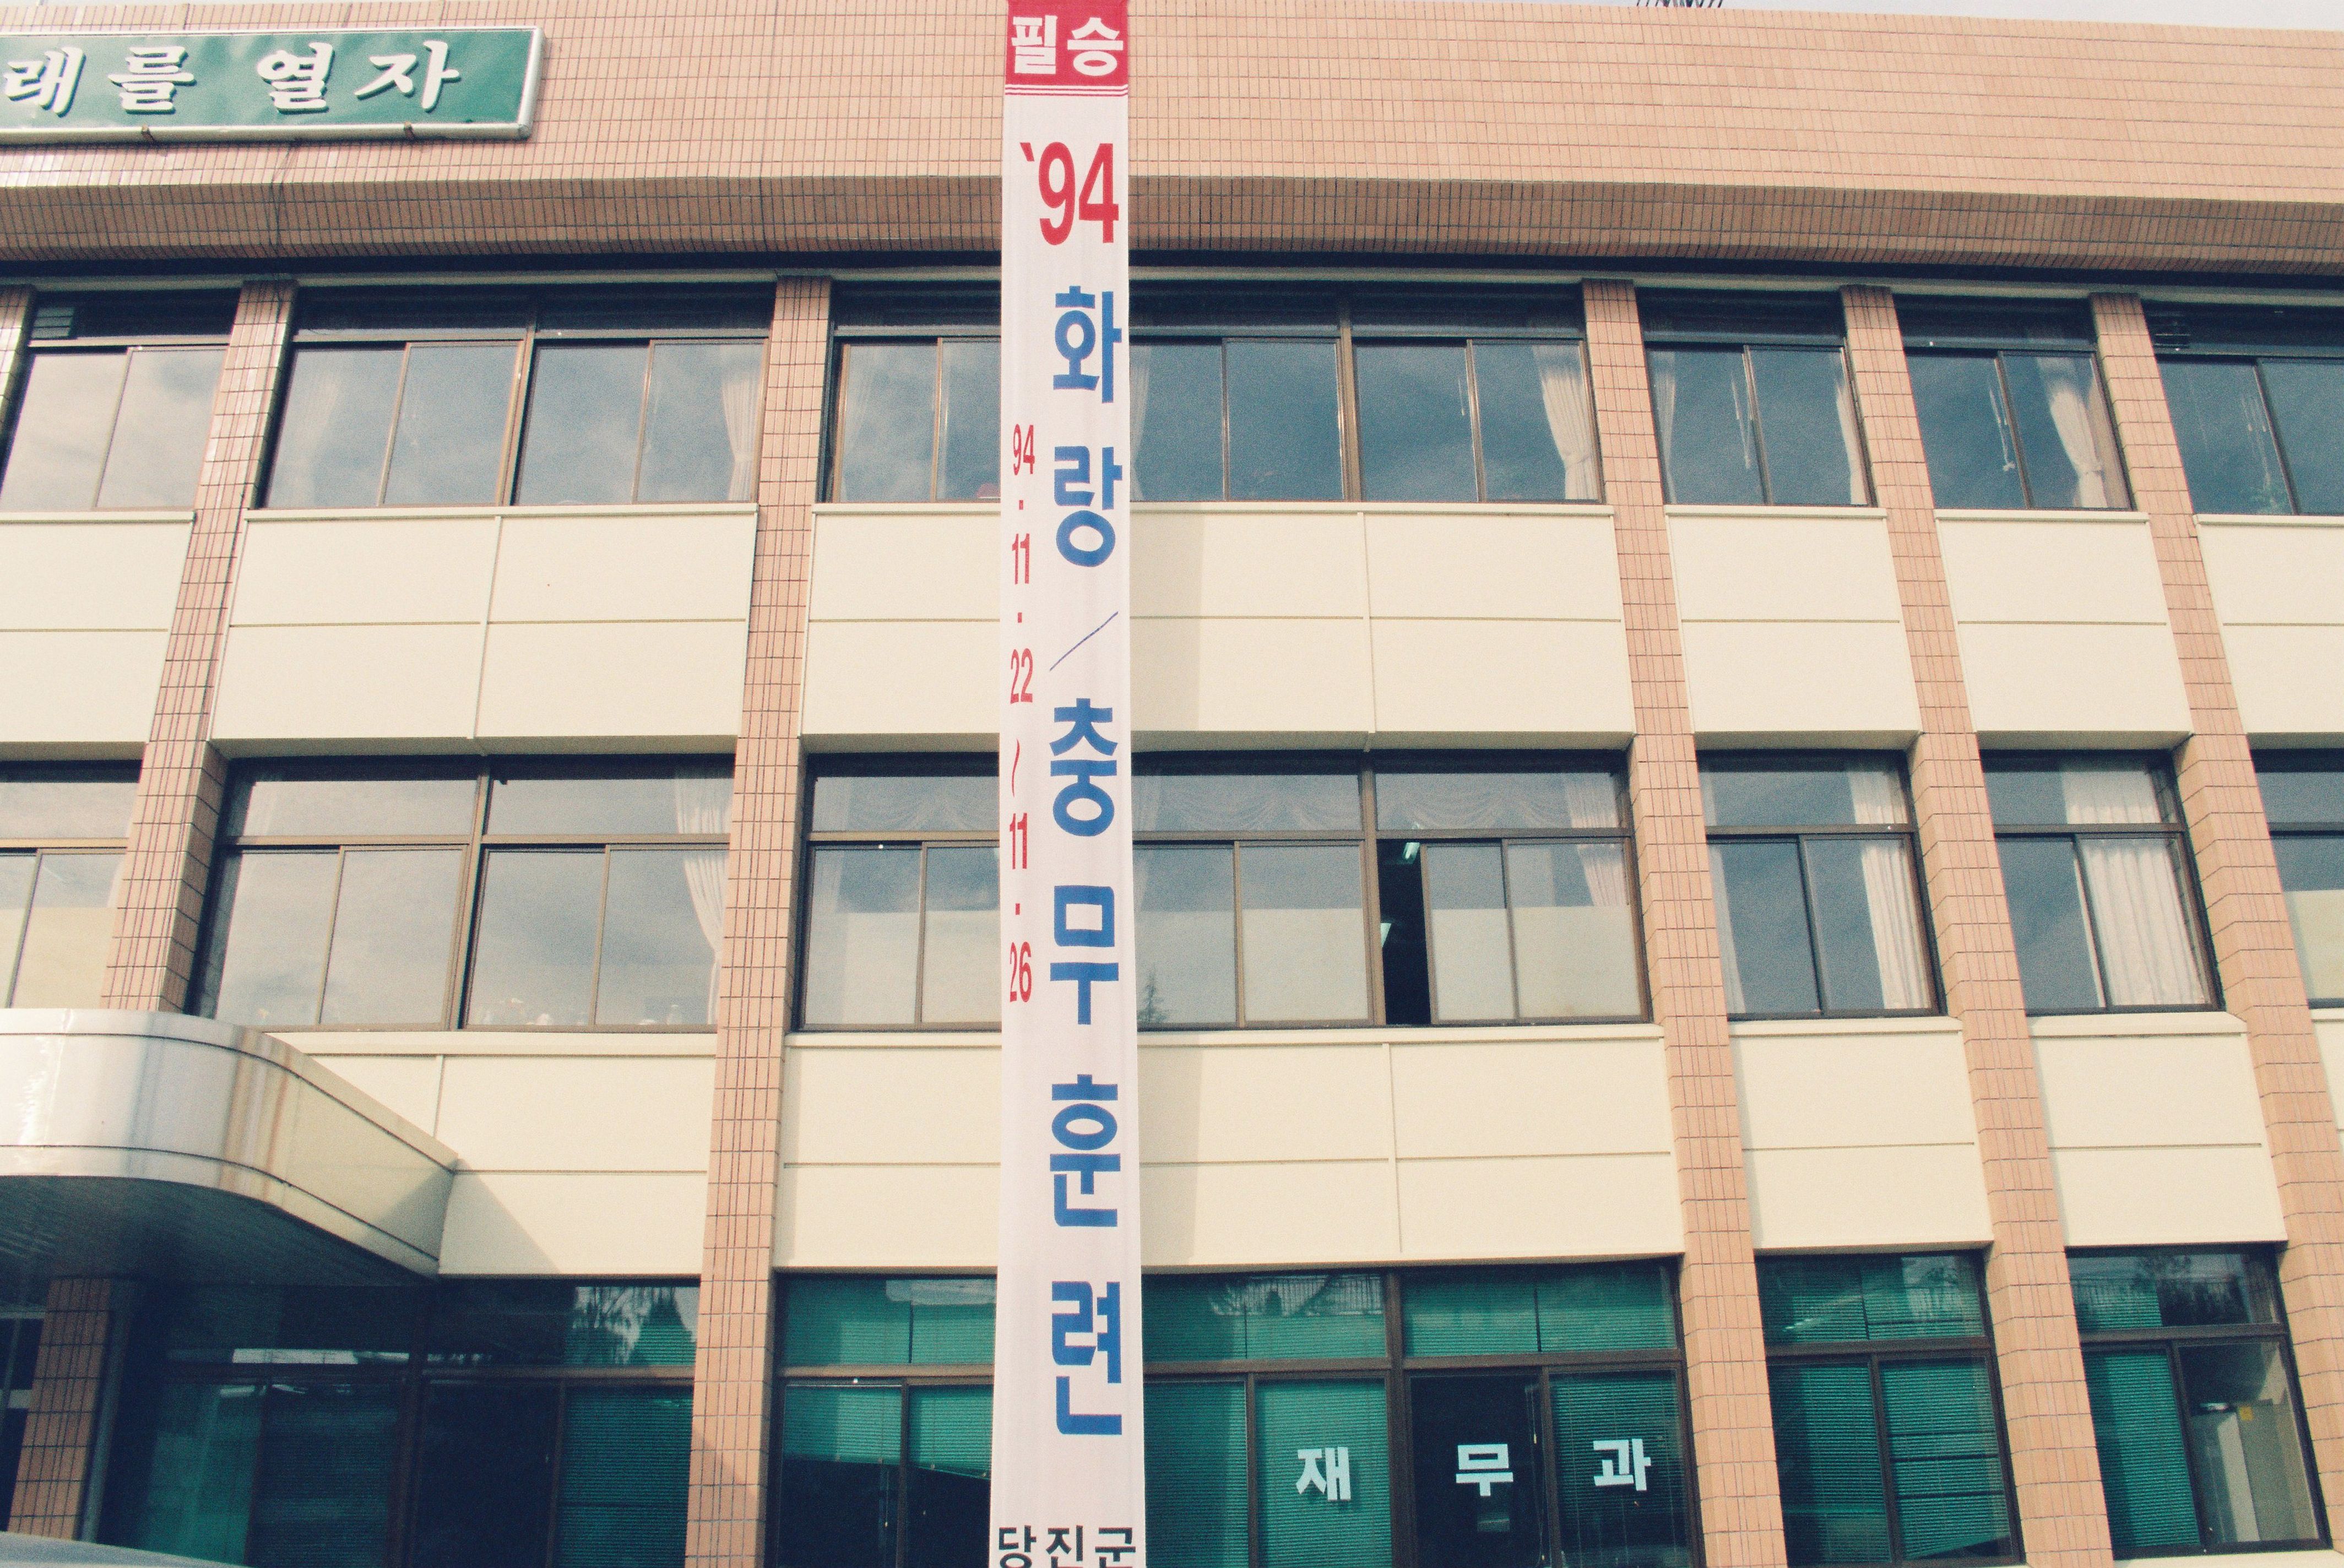 래를 열자
필승
'94
화랑/충무훈련
94.11.22~11.26
당진군
재무과